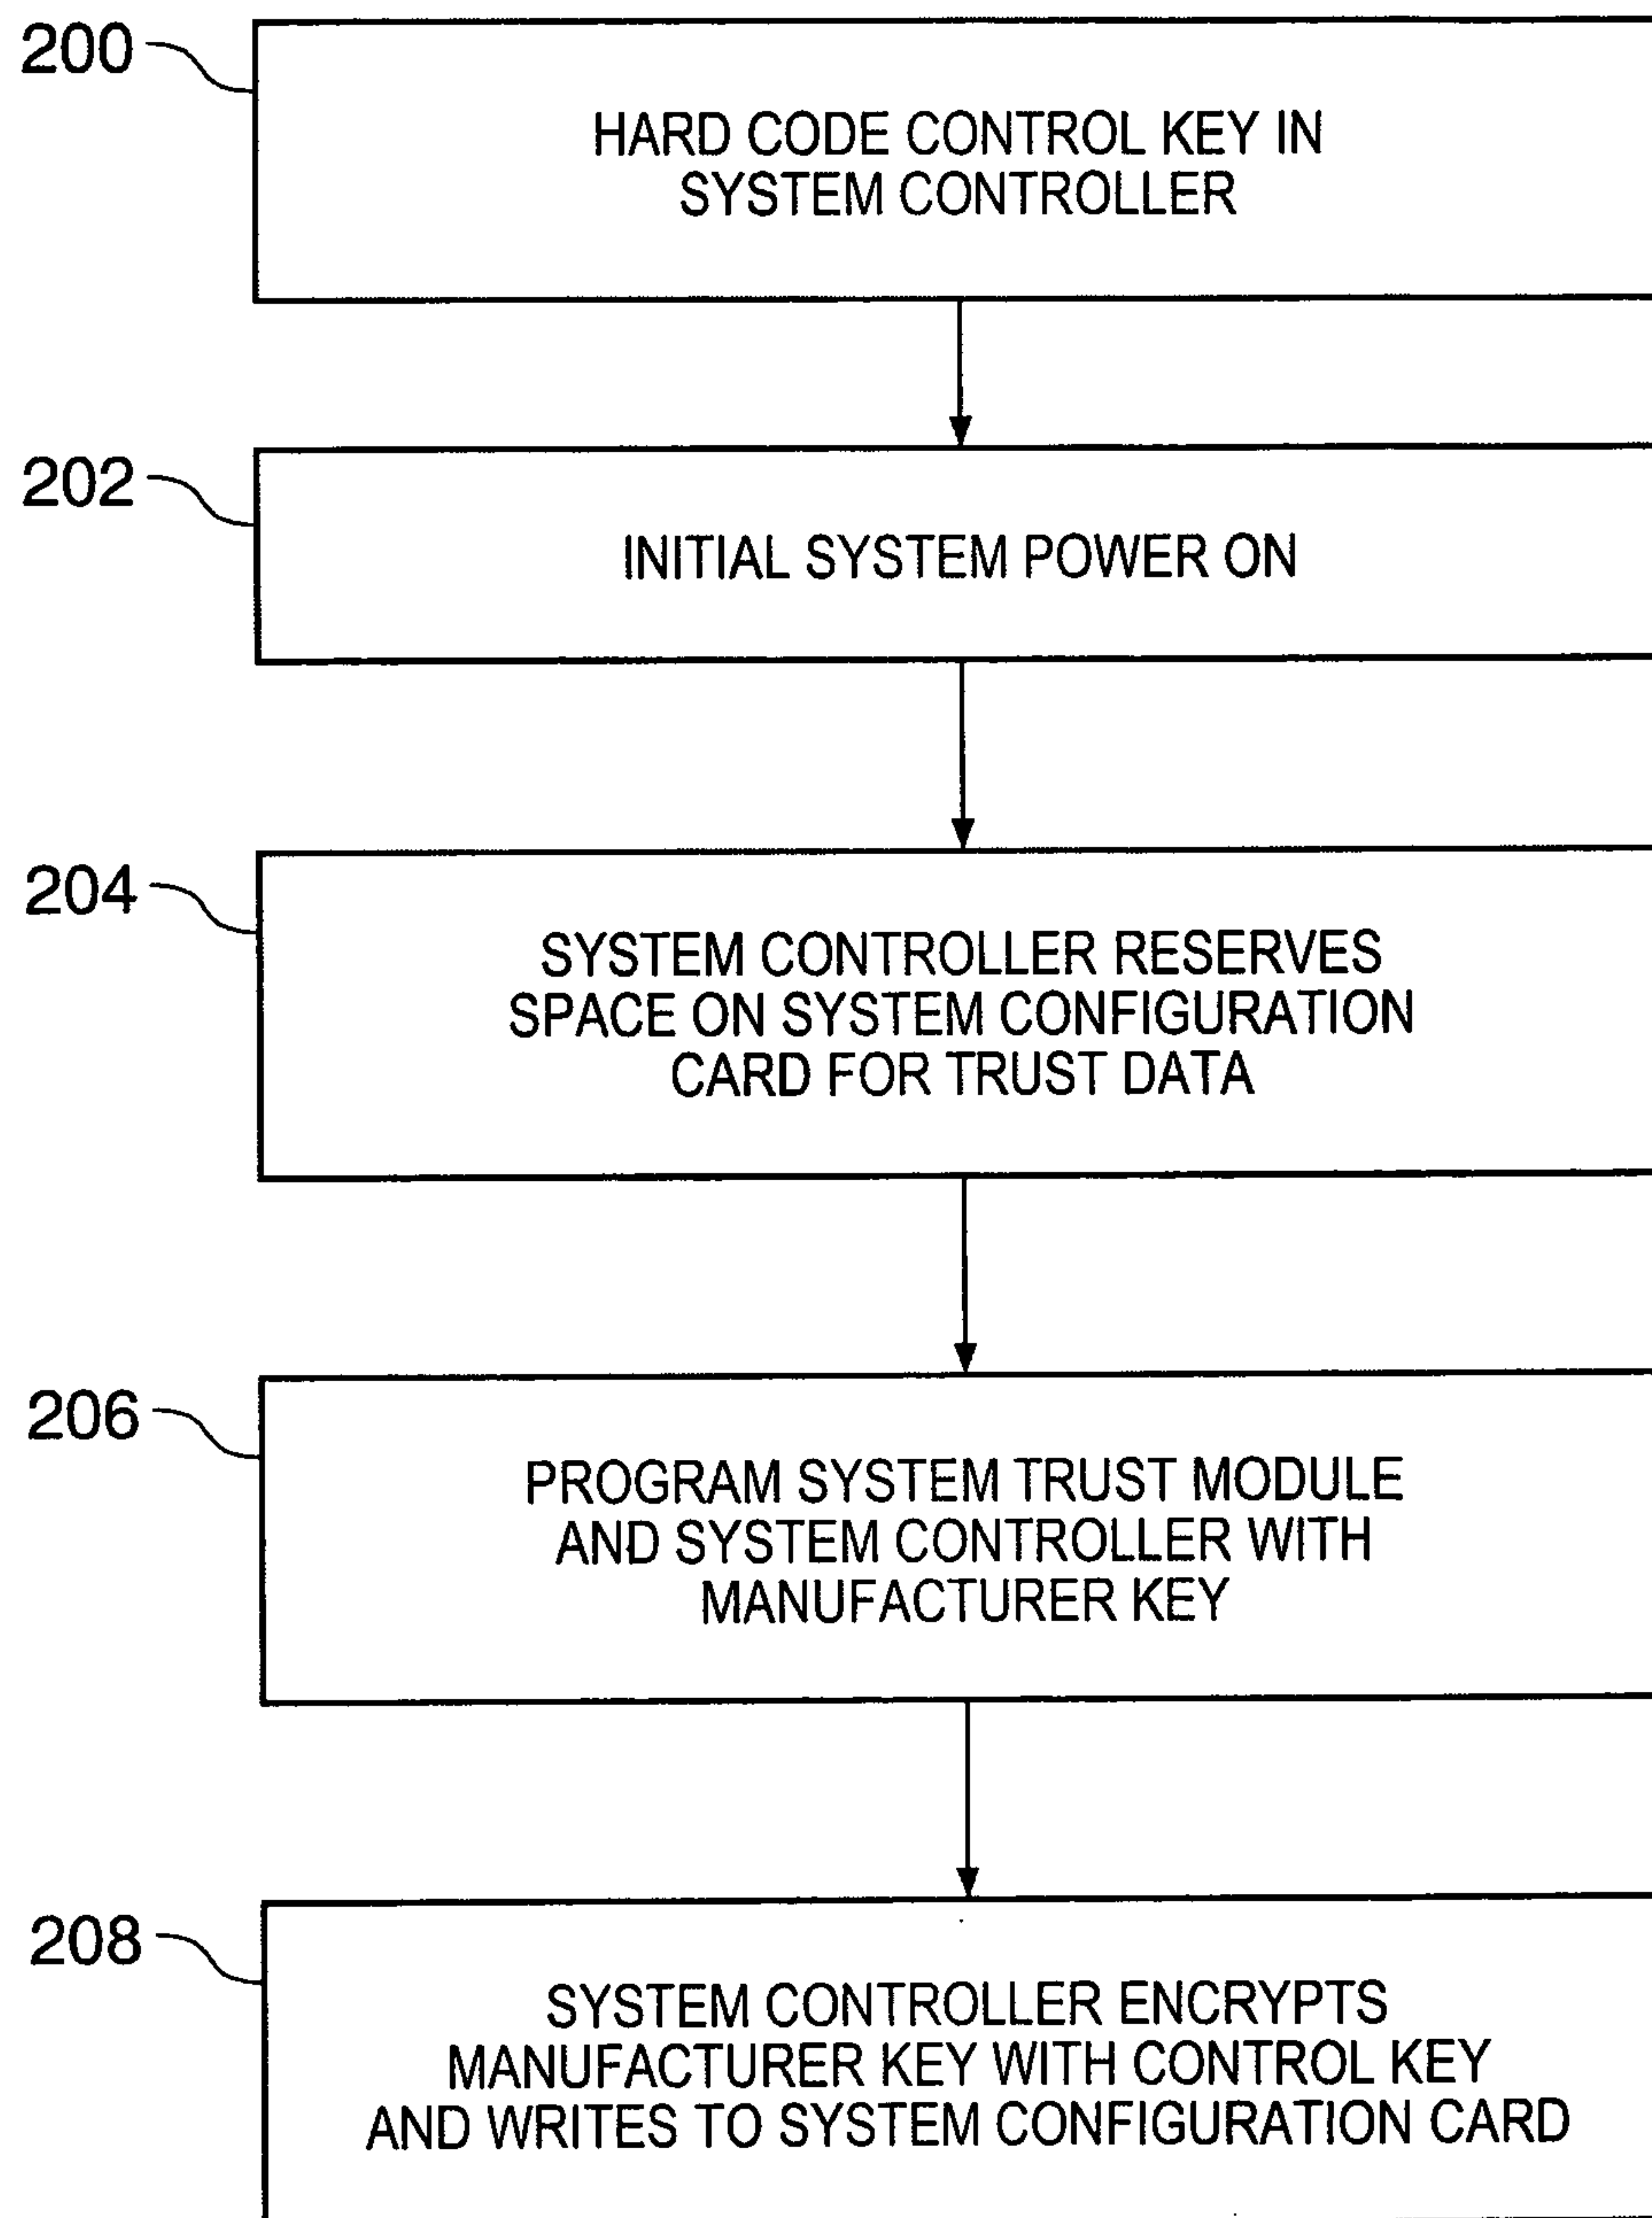 200
HARD CODE CONTROL KEY IN
SYSTEM CONTROLLER
202
INITIAL SYSTEM POWER ON
204
SYSTEM CONTROLLER RESERVES
SPACE ON SYSTEM CONFIGURATION
CARD FOR TRUST DATA
206
PROGRAM SYSTEM TRUST MODULE
AND SYSTEM CONTROLLER WITH
MANUFACTURER KEY
208
SYSTEM CONTROLLER ENCRYPTS
MANUFACTURER KEY WITH CONTROL KEY
AND WRITES TO SYSTEM CONFIGURATION CARD